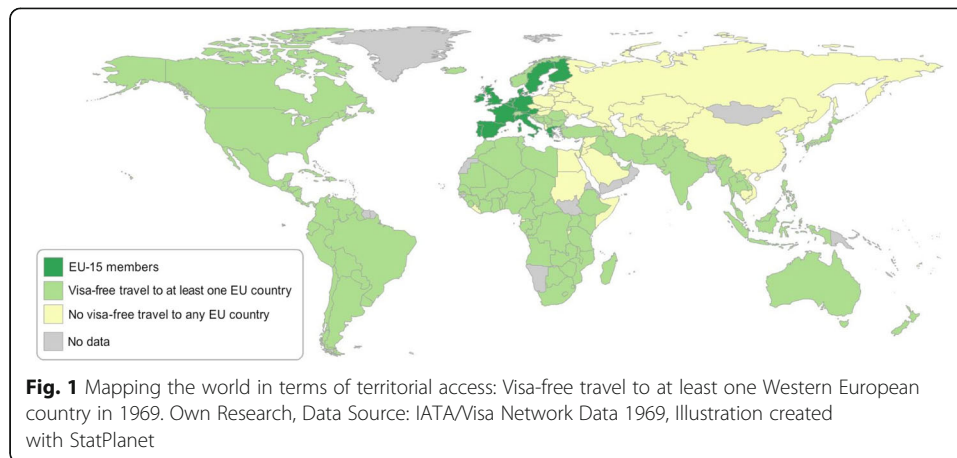 EU-15 members
Visa-free travel to at least one EU country
No visa-free travel to any EU country
No data
Fig. 1 Mapping the world in terms of territorial access: Visa-free travel to at least one Western European
country in 1969. Own Research, Data Source: IATA/Visa Network Data 1969, Illustration created
with StatPlanet